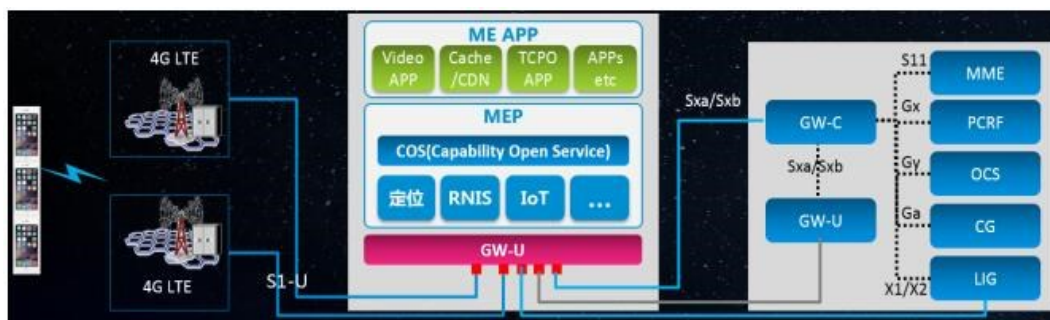 4G LTE
4G LTE
S1-U
ME APP
Video
APP
Cache
/CDN
TCPO
APP
APPs
etc
MEP
COS(Capability Open Service)
定位
RNIS
IoT
...
GW-U
Sxa/Sxb
GW-C
Sxa/Sxb
GW-U
S11
MME
Gx
PCRF
Gy
OCS
Ga
CG
X1/X2
LIG